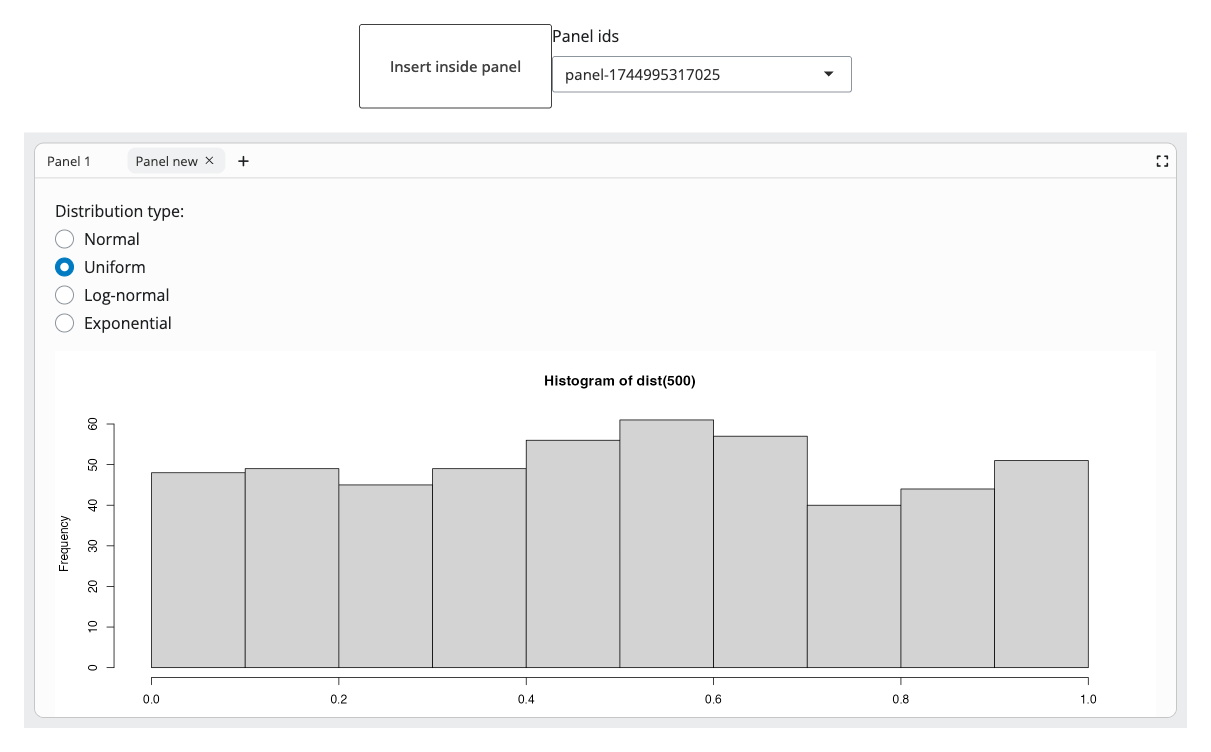 Panel ids
Insert inside panel
panel-1744995317025
Panel 1
Panel new ×
+
Distribution type:
Normal
Uniform
Log-normal
Exponential
Histogram of dist(500)
Frequency
60
50
40
30
20
10
0
0.0 0.2 0.4 0.6 0.8 1.0